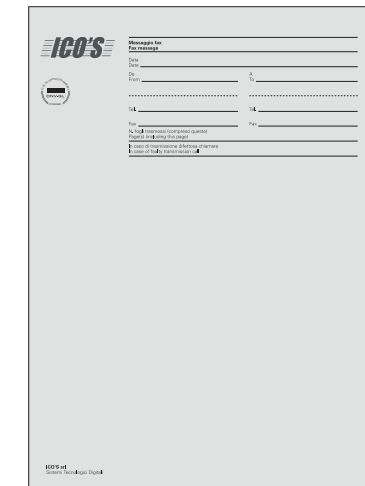 ICO'S
Messaggio fax
Fax message
Data
Date
Da
From
A
To
Tel.
Tel.
Fax
Fax
N. fogli trasmessi (compreso questo)
Page(s) (including this page)
In caso di trasmissione difettosa chiamare
In case of faulty transmission call
ICO'S srl
Sistemi Tecnologici Digitali